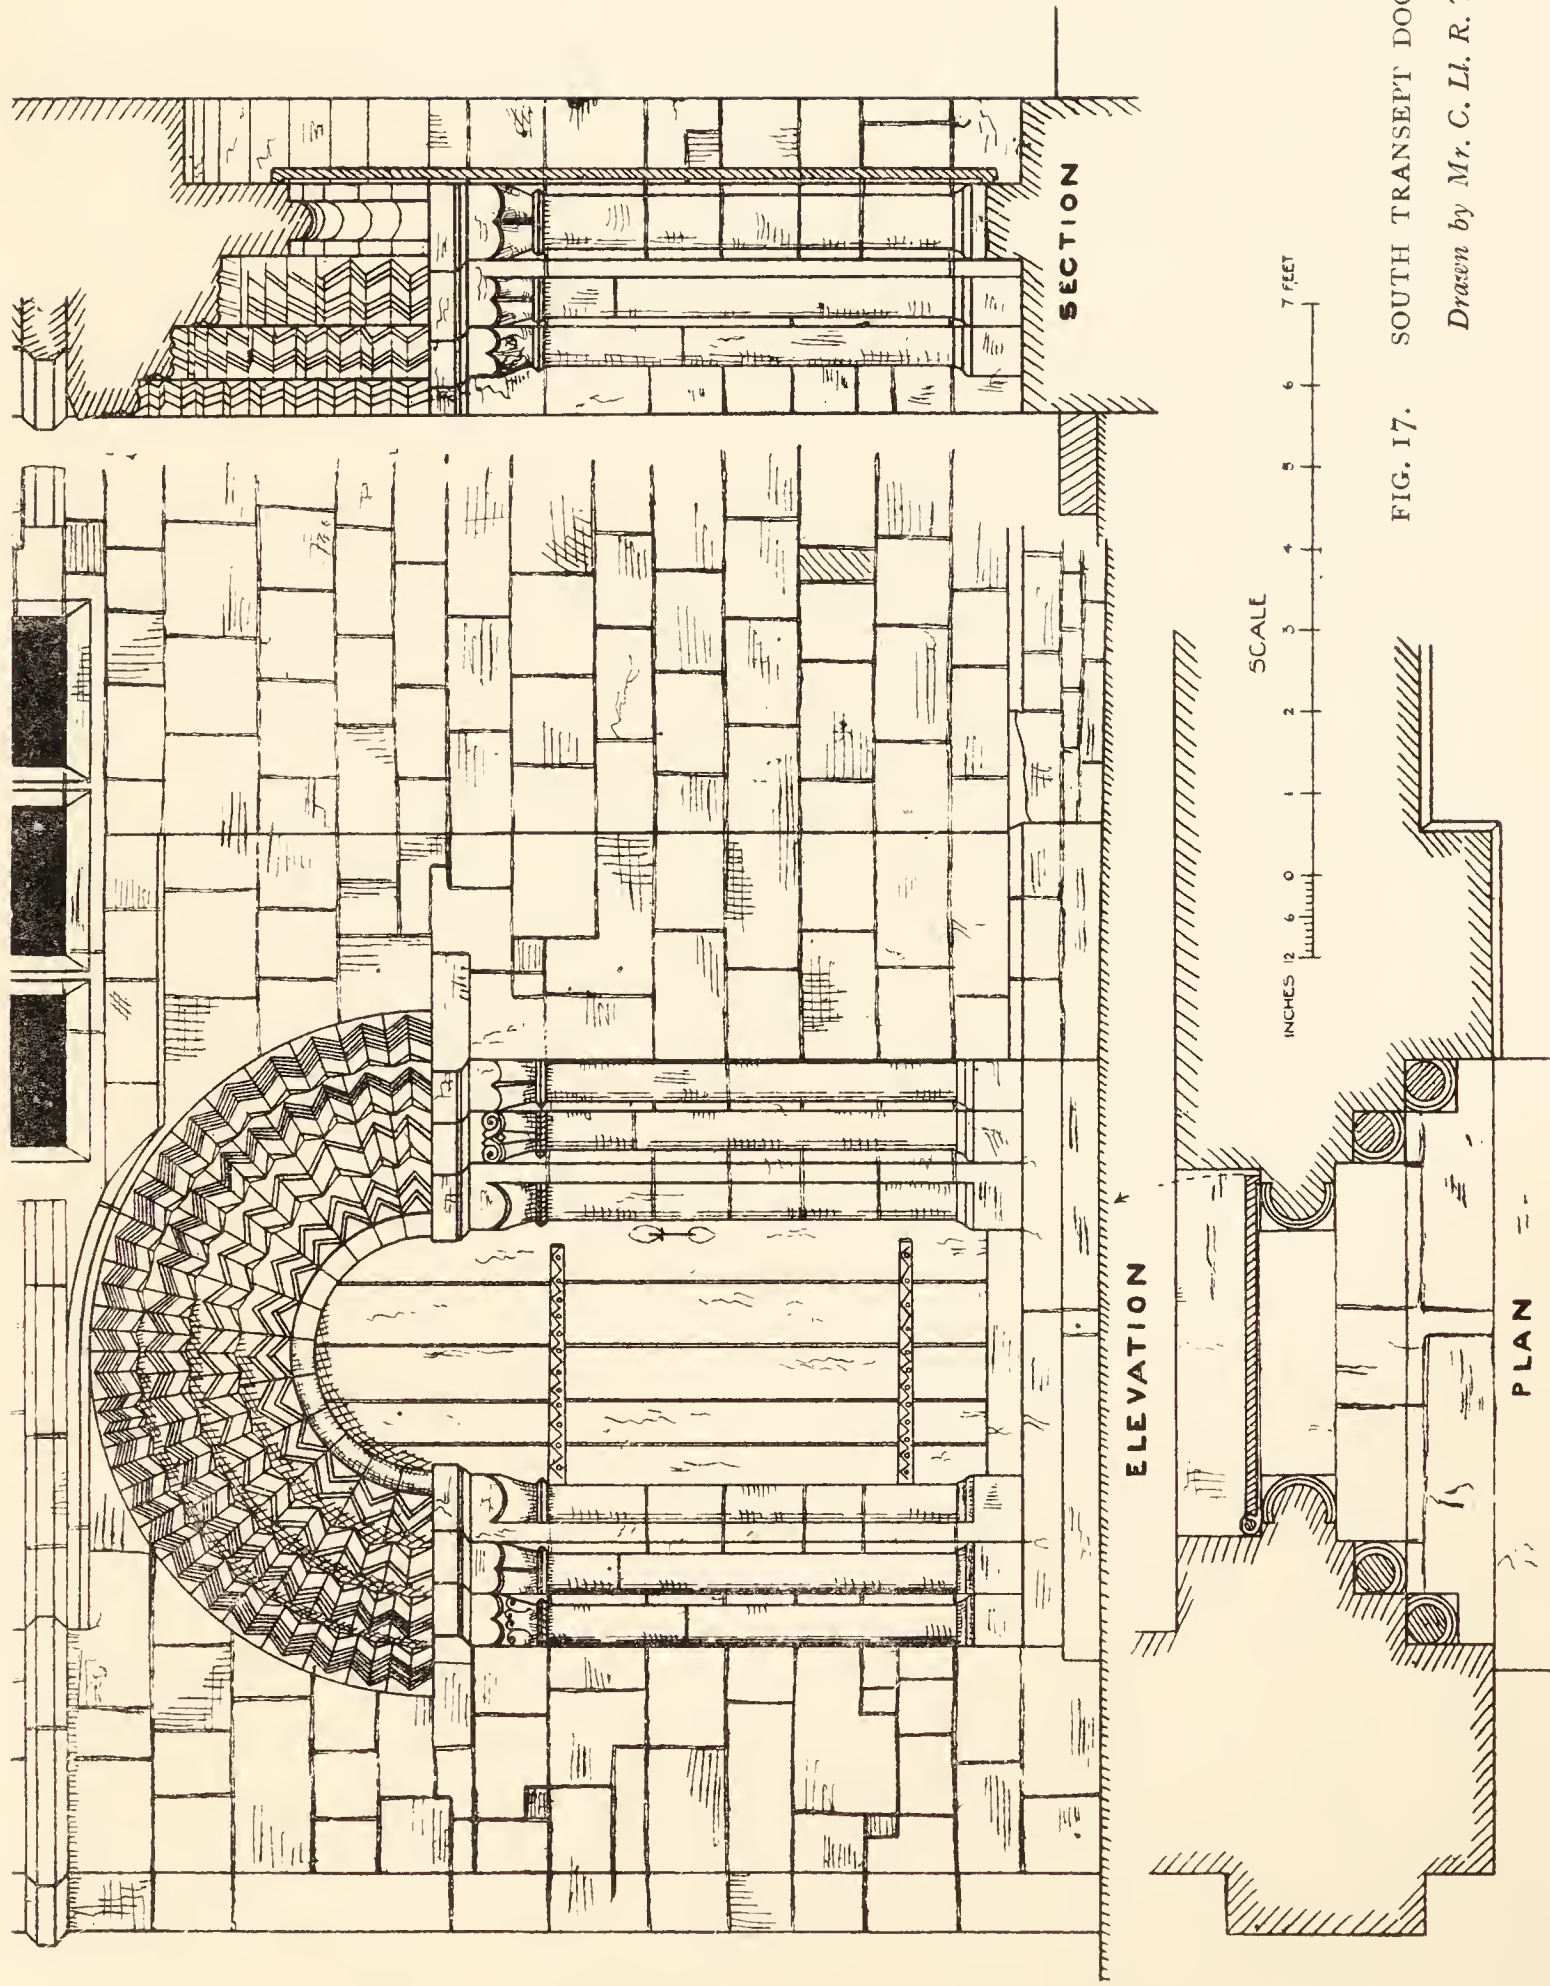 SECTION
ELEVATION
PLAN
SCALE
INCHES 12 6 0 1 2 3 4 5 6 7 FEET
FIG. 17. SOUTH TRANSEPT
Drawn by Mr. C. Ll. R.